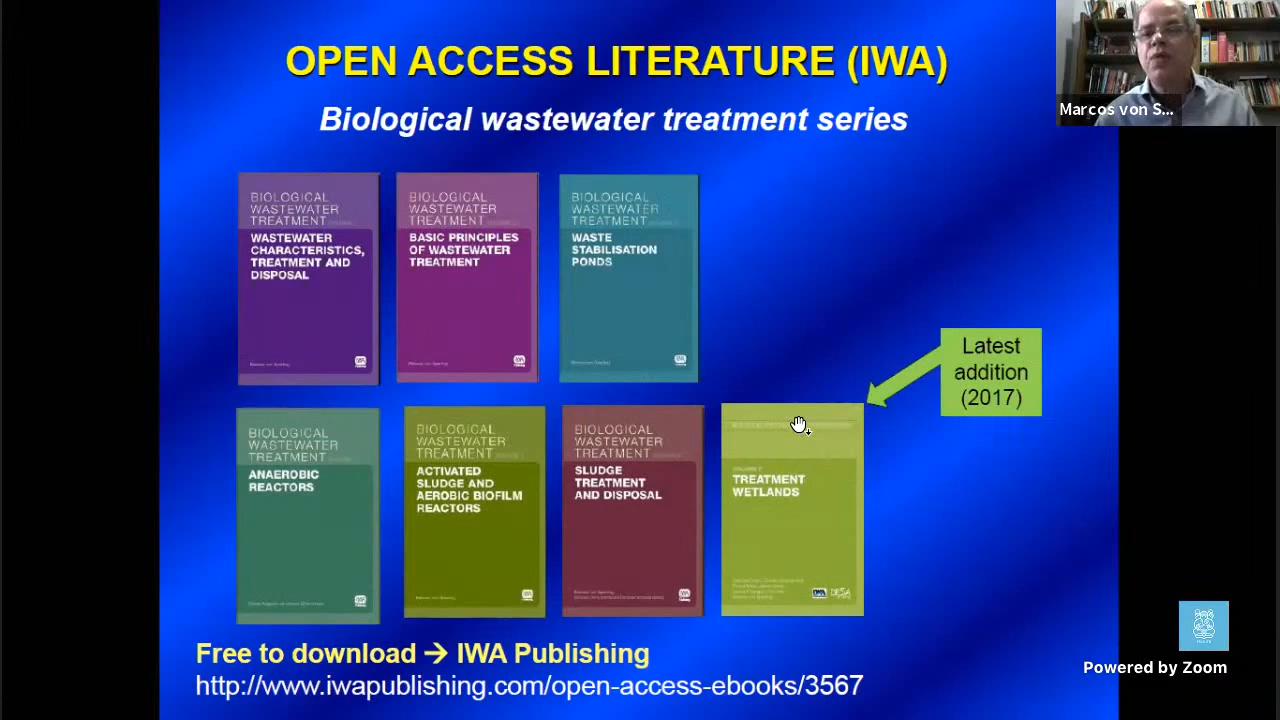 OPEN ACCESS LITERATURE (IWA)
Biological wastewater treatment series
Marcos von S...
BIOLOGICAL
WASTEWATER
TREATMENT
WASTEWATER
CHARACTERISTICS,
TREATMENT AND
DISPOSAL
BIOLOGICAL
WASTEWATER
TREATMENT
BASIC PRINCIPLES
OF WASTEWATER
TREATMENT
BIOLOGICAL
WASTEWATER
TREATMENT
WASTE
STABILISATION
PONDS
Latest
addition
(2017)
BIOLOGICAL
WASTEWATER
TREATMENT
ANAEROBIC
REACTORS
BIOLOGICAL
WASTEWATER
TREATMENT
ACTIVATED
SLUDGE AND
AEROBIC BIOFILM
REACTORS
BIOLOGICAL
WASTEWATER
TREATMENT
SLUDGE
TREATMENT
AND DISPOSAL
TREATMENT
WETLANDS
Free to download → IWA Publishing
http://www.iwapublishing.com/open-access-ebooks/3567
Powered by Zoom